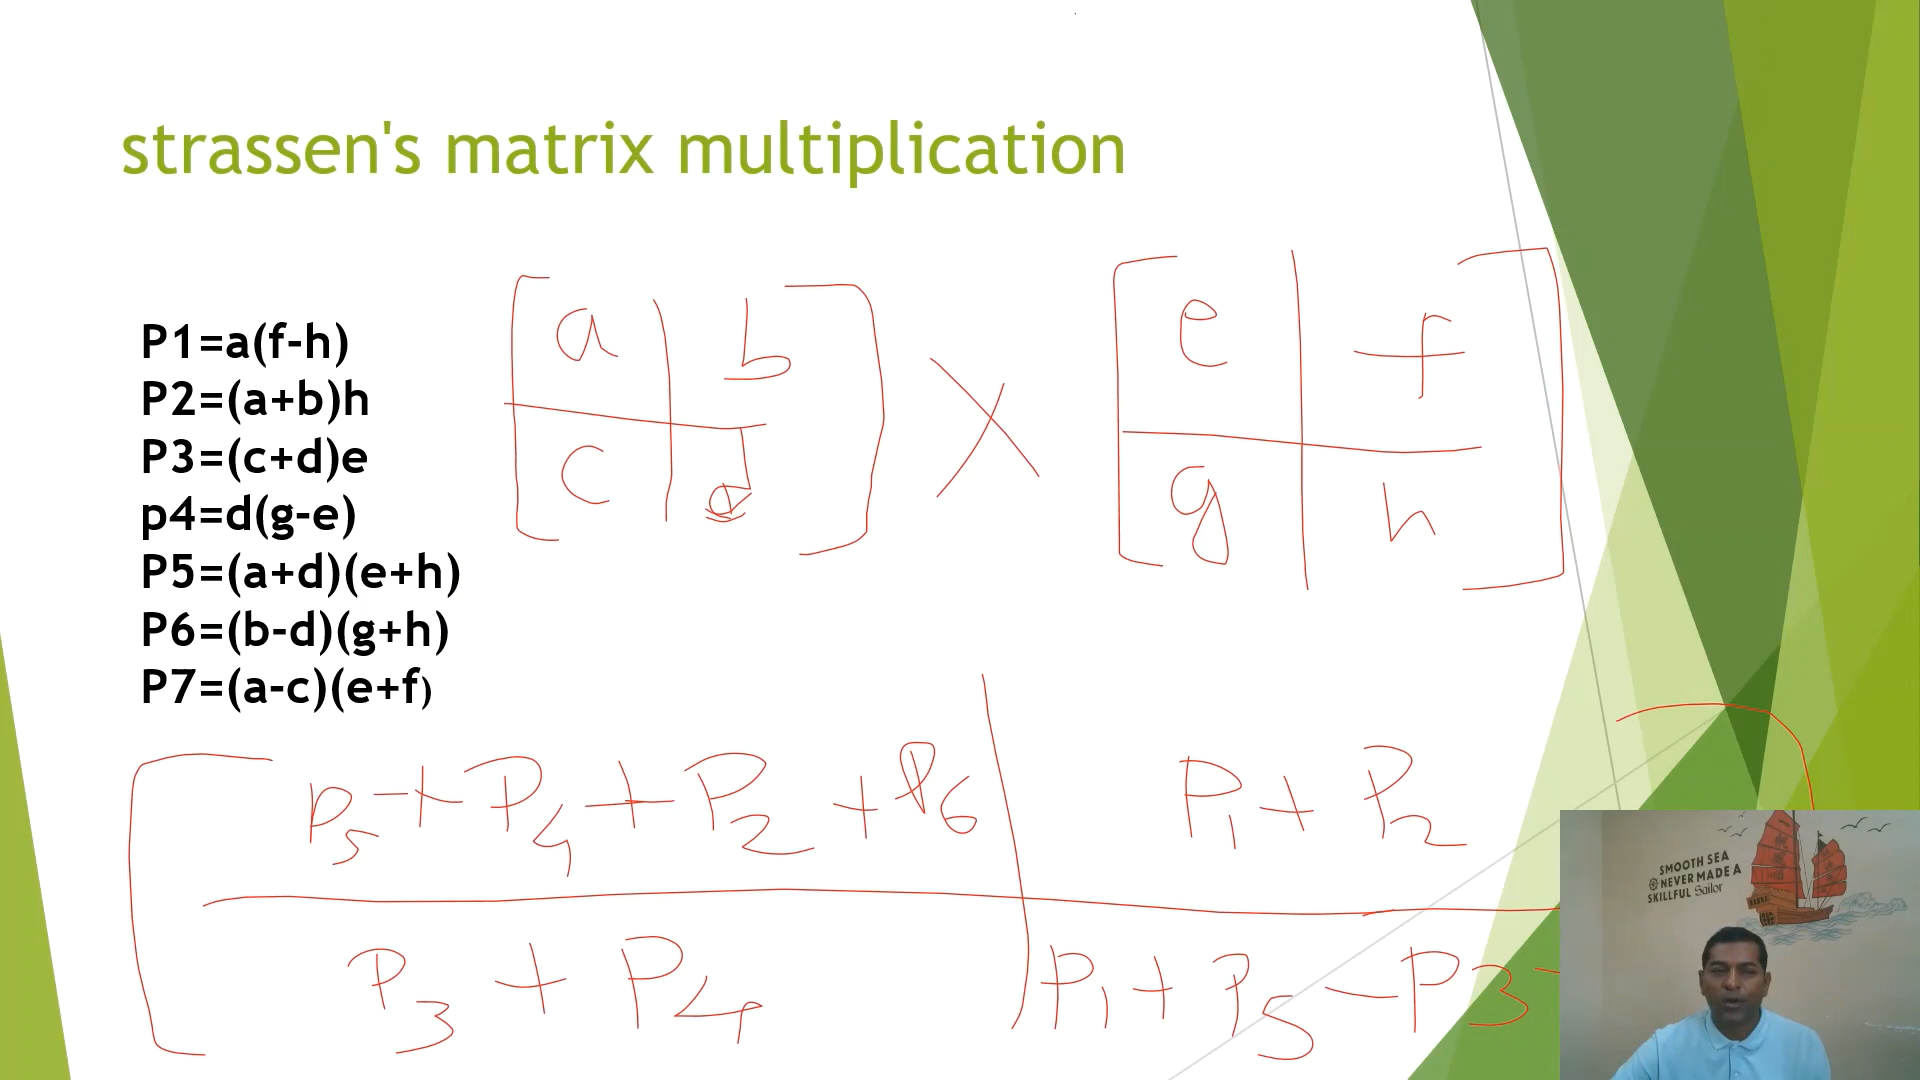 strassen's matrix multiplication
P1=a(f-h)
P2=(a+b)h
P3=(c+d)e
p4=d(g-e)
P5=(a+d)(e+h)
P6=(b-d)(g+h)
P7=(a-c)(e+f)
a b
c d
×
e f
g h
P5+P4+P2+P6 P1+P2
P3+P4 P1+P5-P3-
SMOOTH SEA
NEVER MADE A
SKILLFUL Sailor